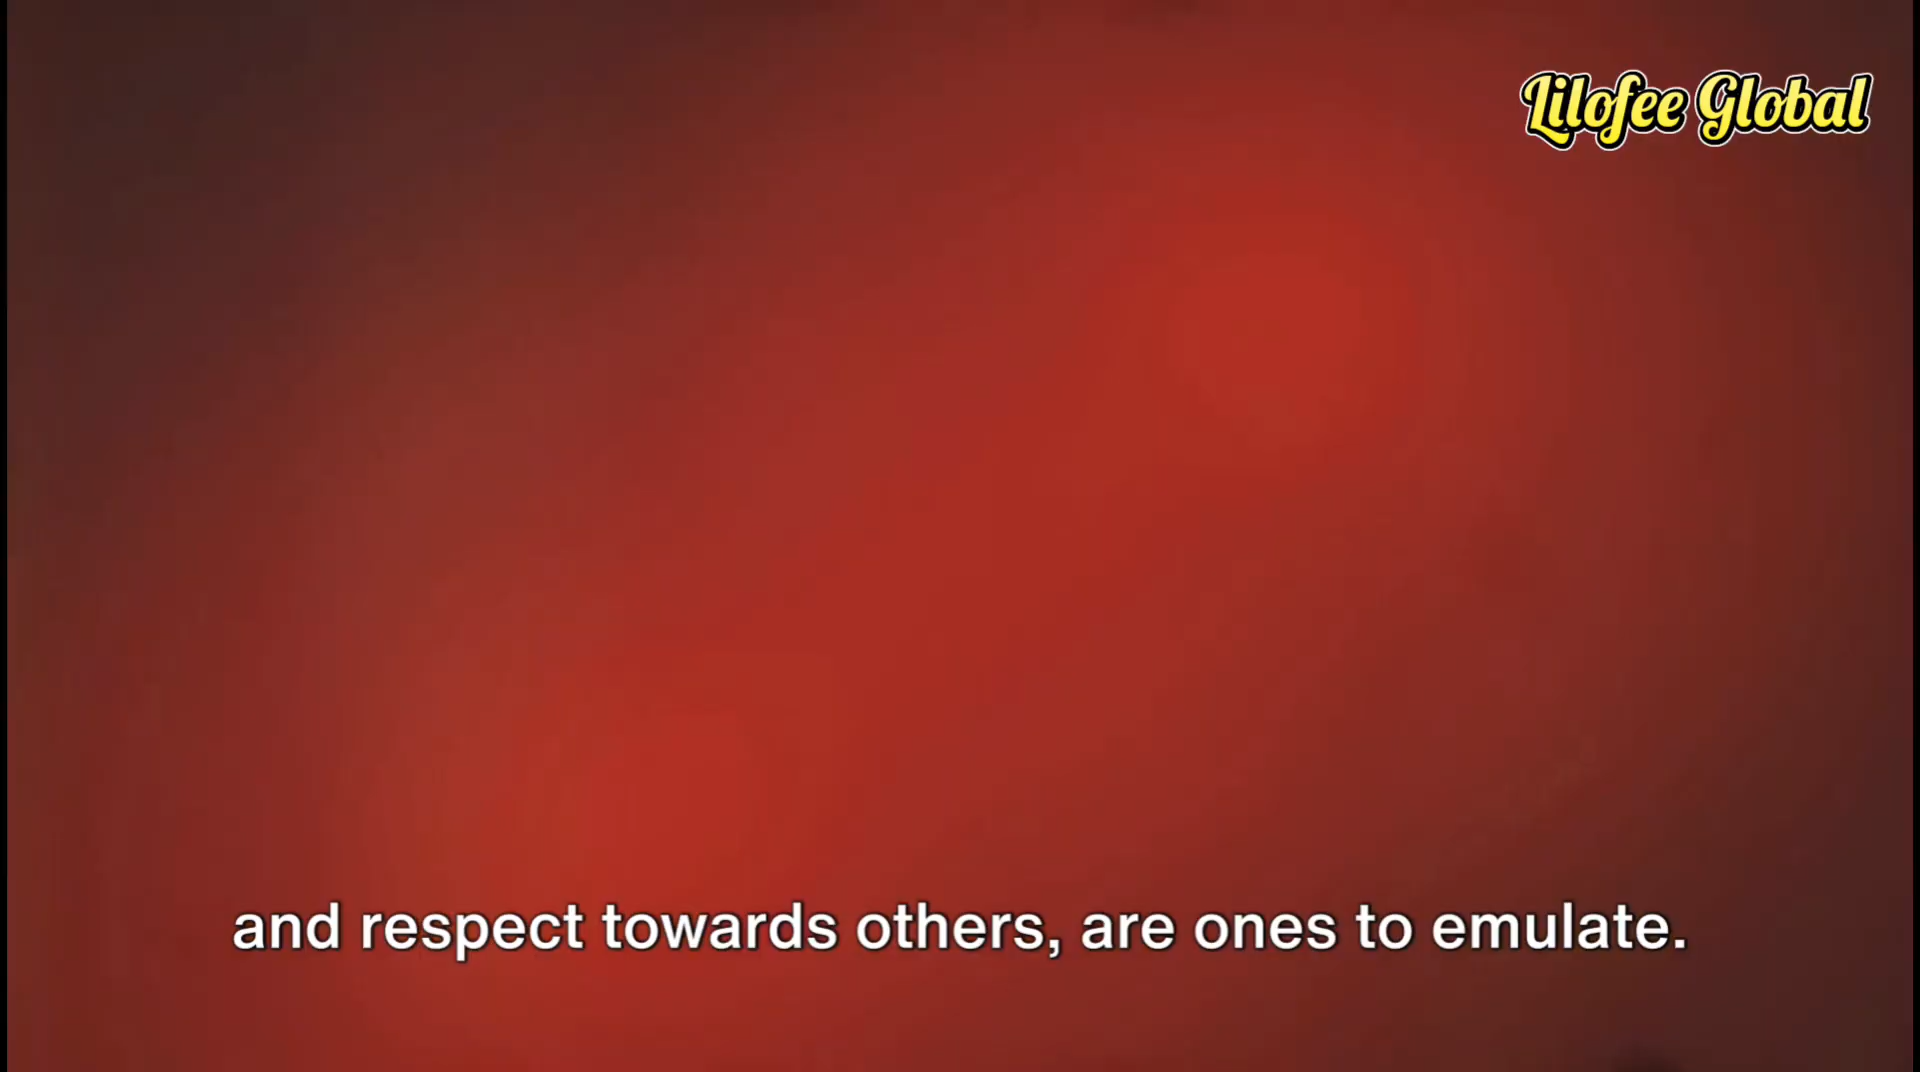 Lilofee Global
and respect towards others, are ones to emulate.